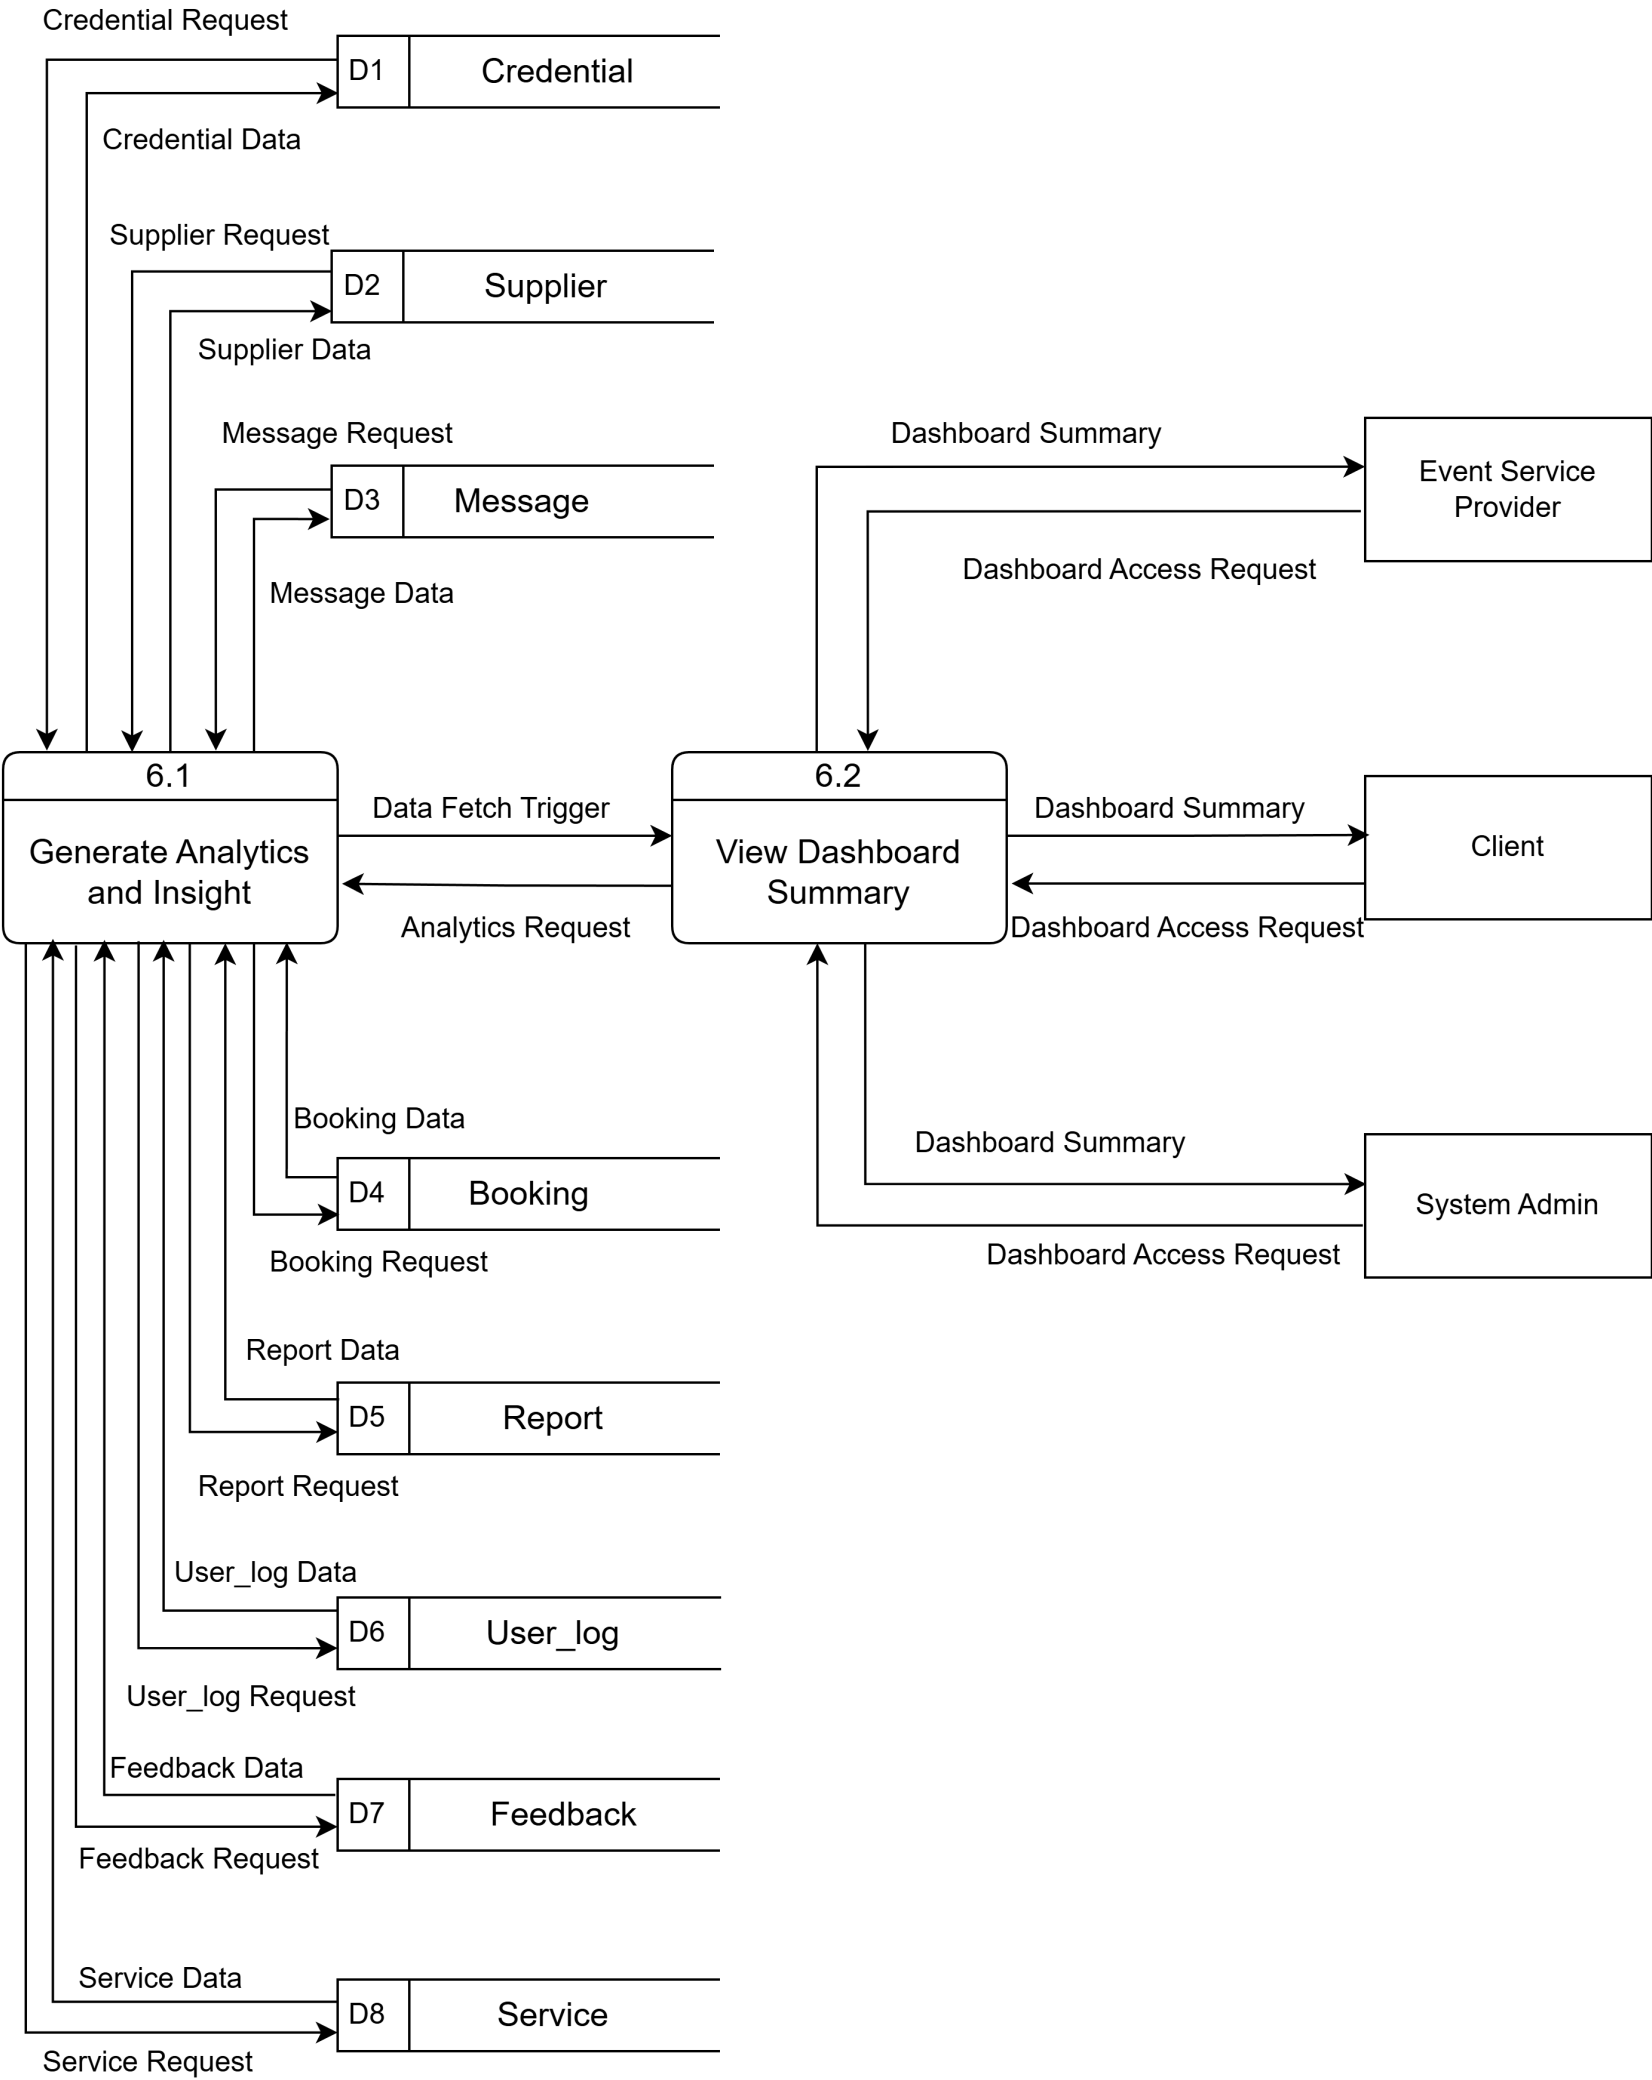 Credential Request
D1
Credential
Credential Data
Supplier Request
D2
Supplier
Supplier Data
Message Request
D3
Message
Message Data
Dashboard Summary
Event Service
Provider
Dashboard Access Request
6.1
Generate Analytics
and Insight
Data Fetch Trigger
Analytics Request
6.2
View Dashboard
Summary
Dashboard Summary
Client
Dashboard Access Request
Booking Data
D4
Booking
Booking Request
Dashboard Summary
System Admin
Dashboard Access Request
Report Data
D5
Report
Report Request
User_log Data
D6
User_log
User_log Request
Feedback Data
D7
Feedback
Feedback Request
Service Data
D8
Service
Service Request